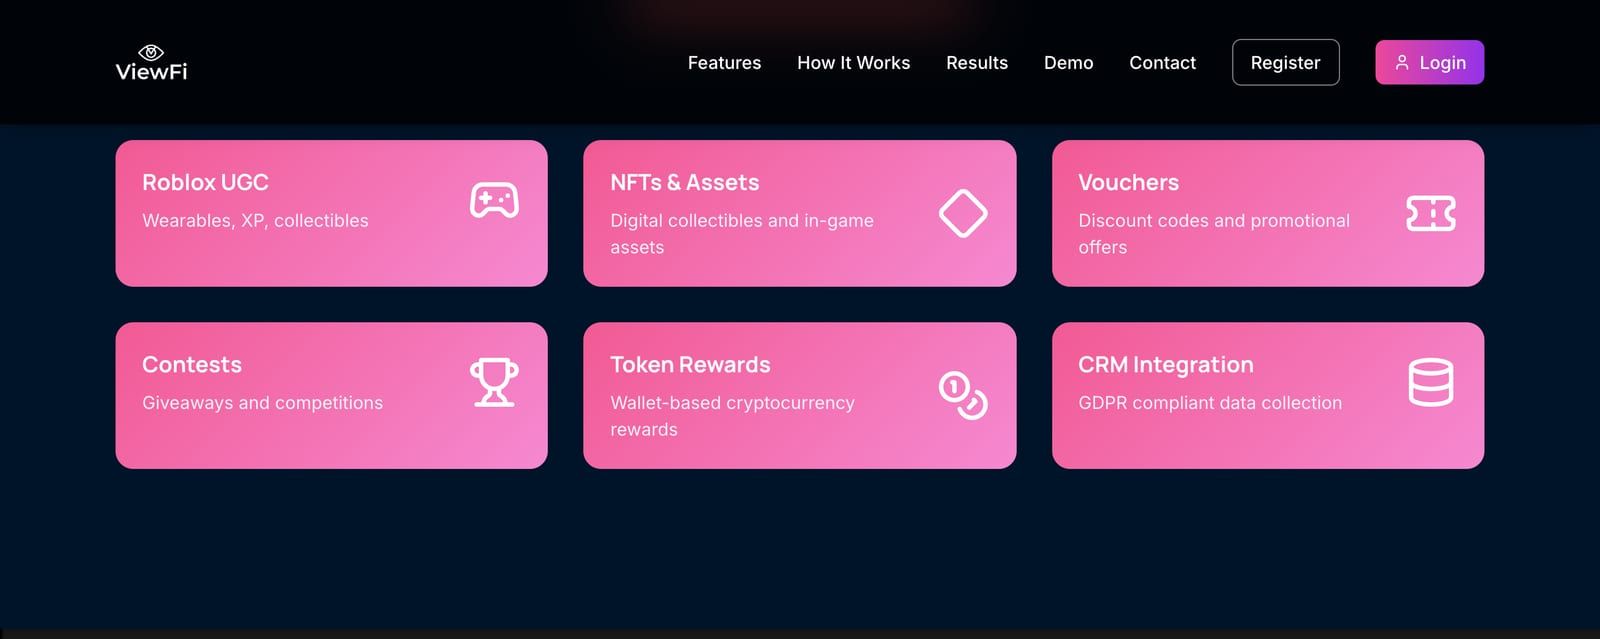 ViewFi
Features
How It Works
Results
Demo
Contact
Register
Login
Roblox UGC
Wearables, XP, collectibles
NFTs & Assets
Digital collectibles and in-game
assets
Vouchers
Discount codes and promotional
offers
Contests
Giveaways and competitions
Token Rewards
Wallet-based cryptocurrency
rewards
CRM Integration
GDPR compliant data collection